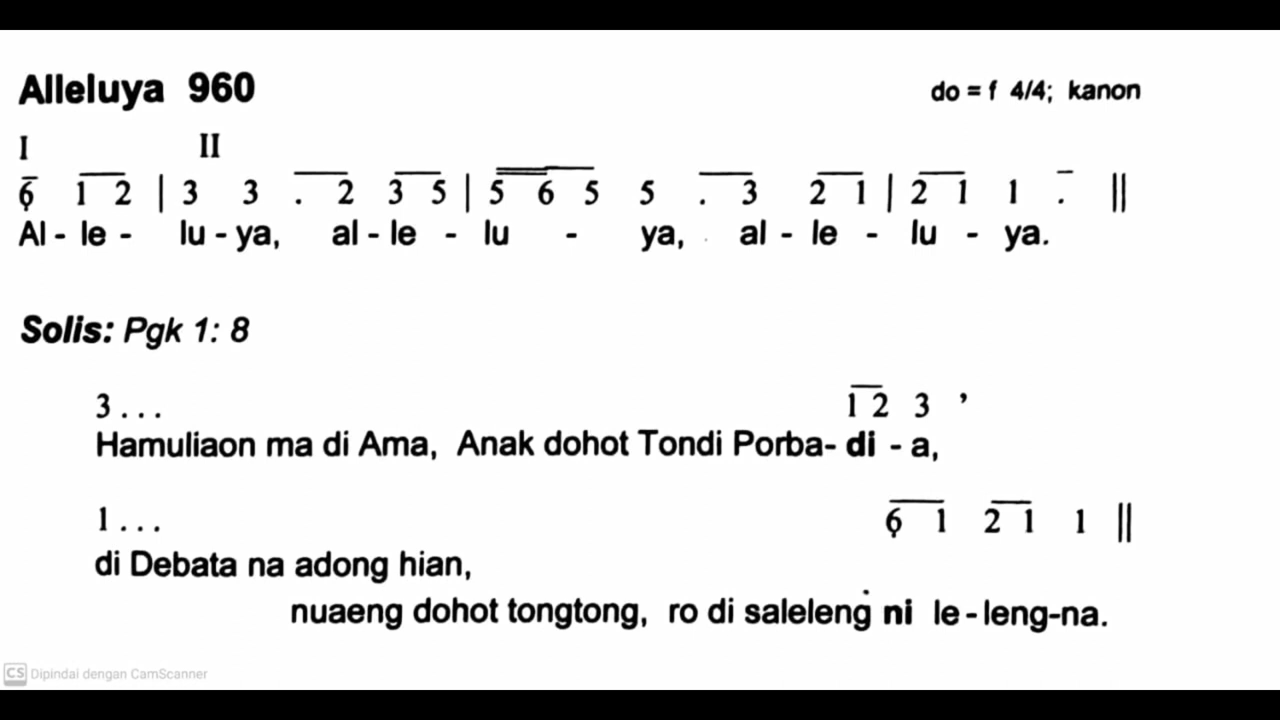 Alleluya 960 do = f 4/4; kanon
I II
6̣ 1 2 | 3 3 . 2 3 5 | 5 6 5 5 . 3 2 1 | 2 1 1 . ||
Al - le - lu - ya, al - le - lu - ya, al - le - lu - ya.
Solis: Pgk 1: 8
3 . . . 1 2 3 ,
Hamuliaon ma di Ama, Anak dohot Tondi Porba- di - a,
1 . . . 6̣ 1 2 1 1 ||
di Debata na adong hian,
nuaeng dohot tongtong, ro di saleleng ni le - leng-na.
CS Dipindai dengan CamScanner